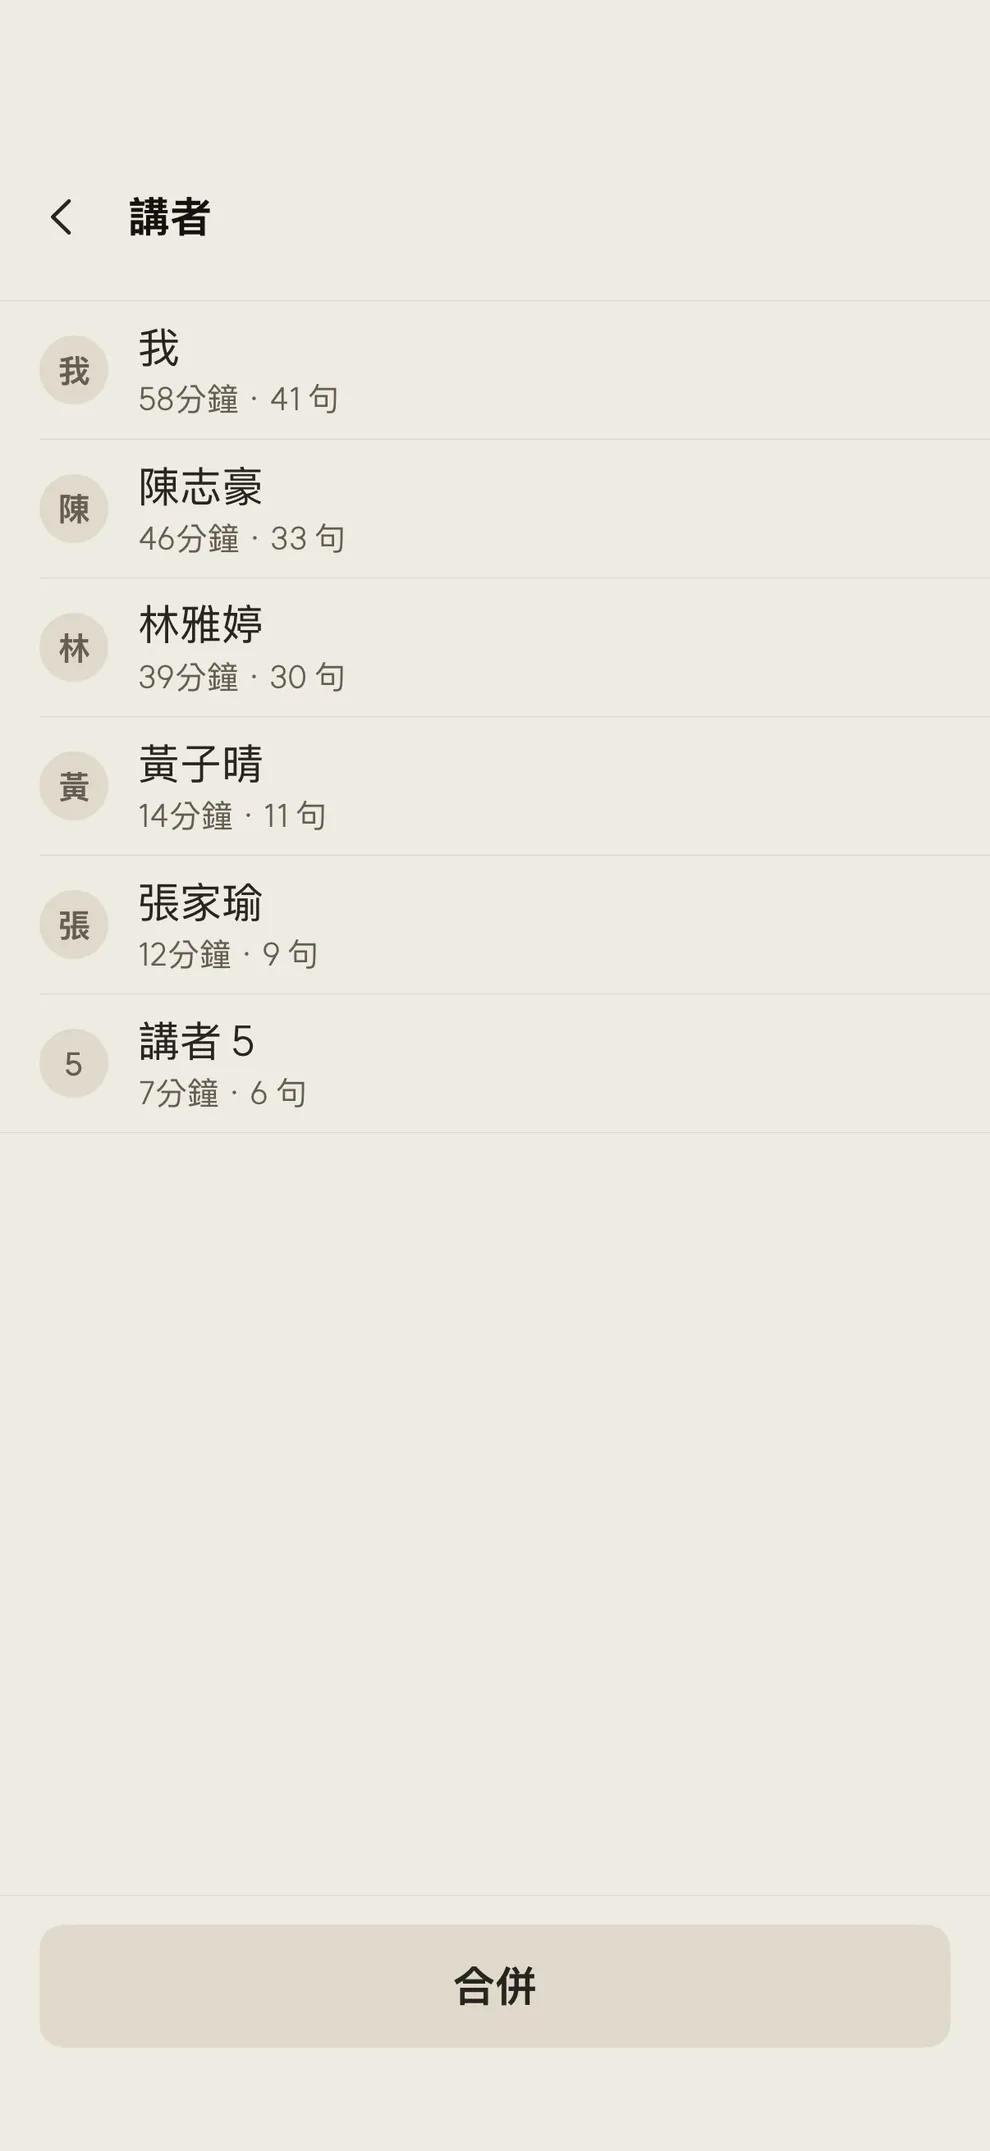 講者
我
我
58分鐘 · 41 句
陳
陳志豪
46分鐘 · 33 句
林
林雅婷
39分鐘 · 30 句
黃
黃子晴
14分鐘 · 11 句
張
張家瑜
12分鐘 · 9 句
5
講者 5
7分鐘 · 6 句
合併